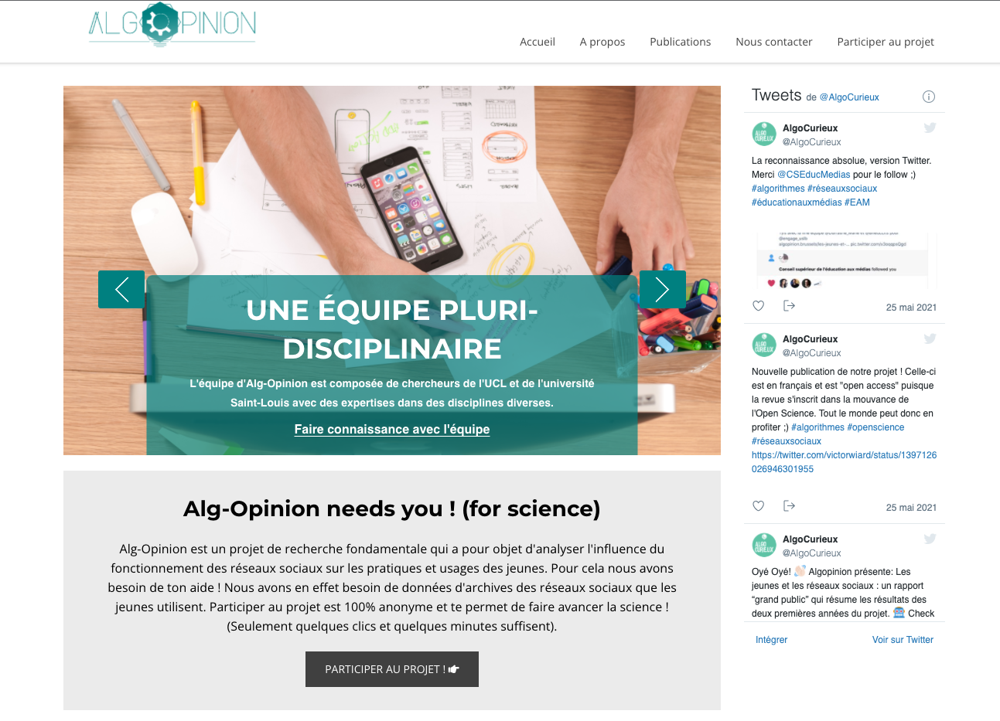 ALGOPINION
Accueil
A propos
Publications
Nous contacter
Participer au projet
UNE ÉQUIPE PLURI-
DISCIPLINAIRE
L'équipe d'Alg-Opinion est composée de chercheurs de l'UCL et de l'université
Saint-Louis avec des expertises dans des disciplines diverses.
Faire connaissance avec l'équipe
Alg-Opinion needs you ! (for science)
Alg-Opinion est un projet de recherche fondamentale qui a pour objet d'analyser l'influence du
fonctionnement des réseaux sociaux sur les pratiques et usages des jeunes. Pour cela nous avons
besoin de ton aide ! Nous avons en effet besoin de données d'archives des réseaux sociaux que les
jeunes utilisent. Participer au projet est 100% anonyme et te permet de faire avancer la science !
(Seulement quelques clics et quelques minutes suffisent).
PARTICIPER AU PROJET !
Tweets de @AlgoCurieux
ALGO
CURIEUX
AlgoCurieux
@AlgoCurieux
La reconnaissance absolue, version Twitter.
Merci @CSEducMedias pour le follow ;)
#algorithmes #réseauxsociaux
#éducationauxmédias #EAM
Conseil supérieur de l'éducation aux médias followed you
25 mai 2021
ALGO
CURIEUX
AlgoCurieux
@AlgoCurieux
Nouvelle publication de notre projet ! Celle-ci
est en français et est "open access" puisque
la revue s'inscrit dans la mouvance de
l'Open Science. Tout le monde peut donc en
profiter ;) #algorithmes #openscience
#réseauxsociaux
https://twitter.com/victorwiard/status/1397126
026946301955
25 mai 2021
ALGO
CURIEUX
AlgoCurieux
@AlgoCurieux
Oyé Oyé! Algopinion présente: Les
jeunes et les réseaux sociaux : un rapport
“grand public” qui résume les résultats des
deux premières années du projet. Check
Intégrer
Voir sur Twitter